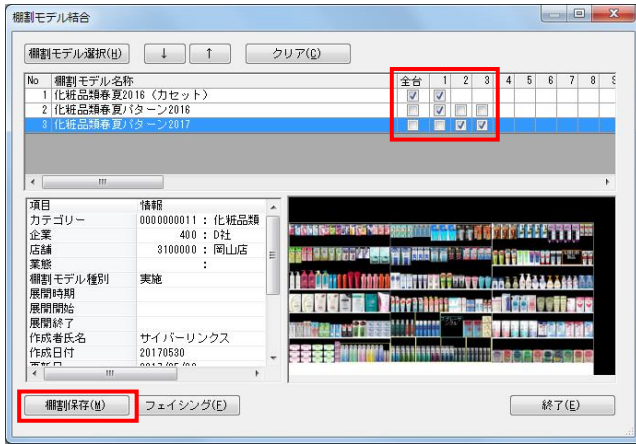 棚割モデル結合
棚割モデル選択(H) ↓ ↑ クリア(C)
No 棚割モデル名称 全台 1 2 3 4 5 6 7 8
1 化粧品類春夏2016（カセット）
2 化粧品類春夏パターン2016
3 化粧品類春夏パターン2017
項目 情報
カテゴリー 0000000011 : 化粧品類
企業 400 : D社
店舗 3100000 : 岡山店
業態 :
棚割モデル種別 実施
展開時期
展開開始
展開終了
作成者氏名 サイバーリンクス
作成日付 20170530
棚割保存(M) フェイシング(F) 終了(E)